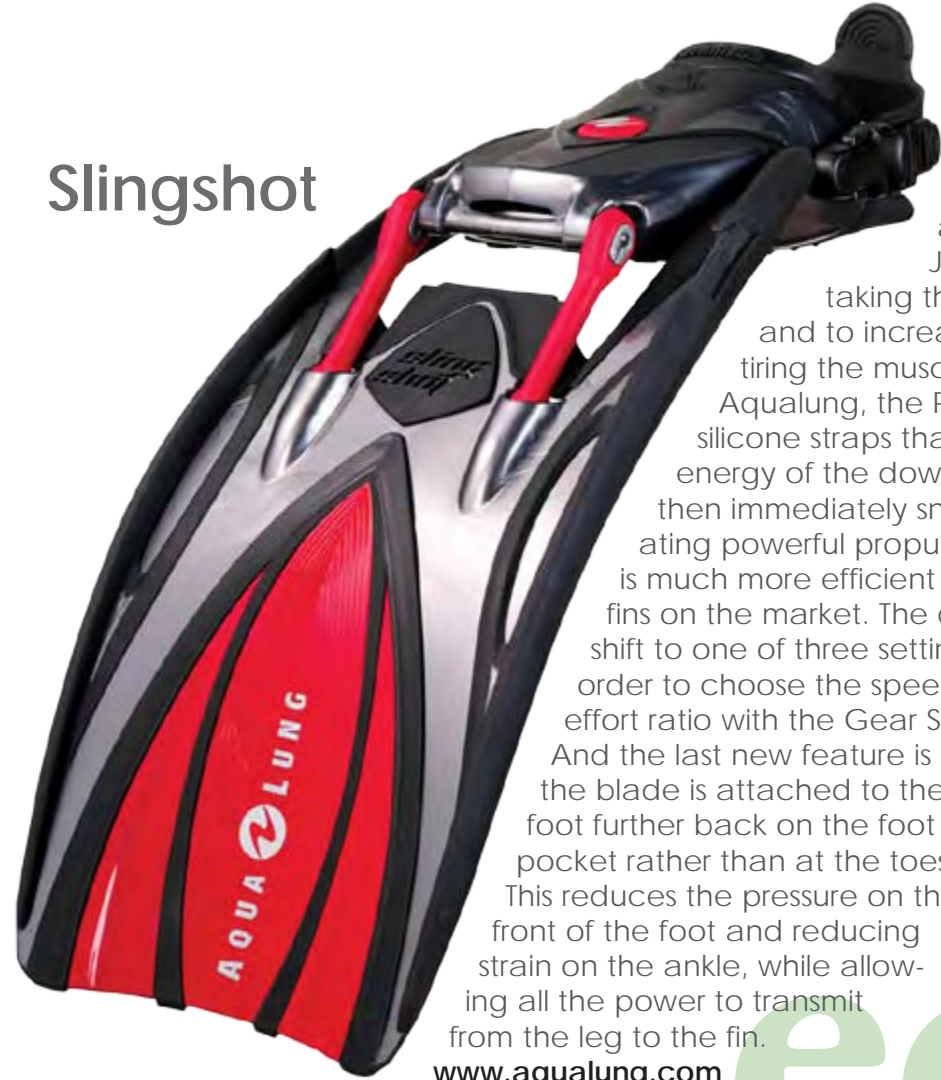 Slingshot
sling
shot
AQUA LUNG
a
J
taking th
and to increa
tiring the musc
Aqualung, the P
silicone straps tha
energy of the dow
then immediately sn
ating powerful propu
is much more efficient
fins on the market. The
shift to one of three settin
order to choose the spee
effort ratio with the Gear S
And the last new feature is
the blade is attached to the
foot further back on the foot
pocket rather than at the toes
This reduces the pressure on th
front of the foot and reducing
strain on the ankle, while allow-
ing all the power to transmit
from the leg to the fin.
www.aqualung.com